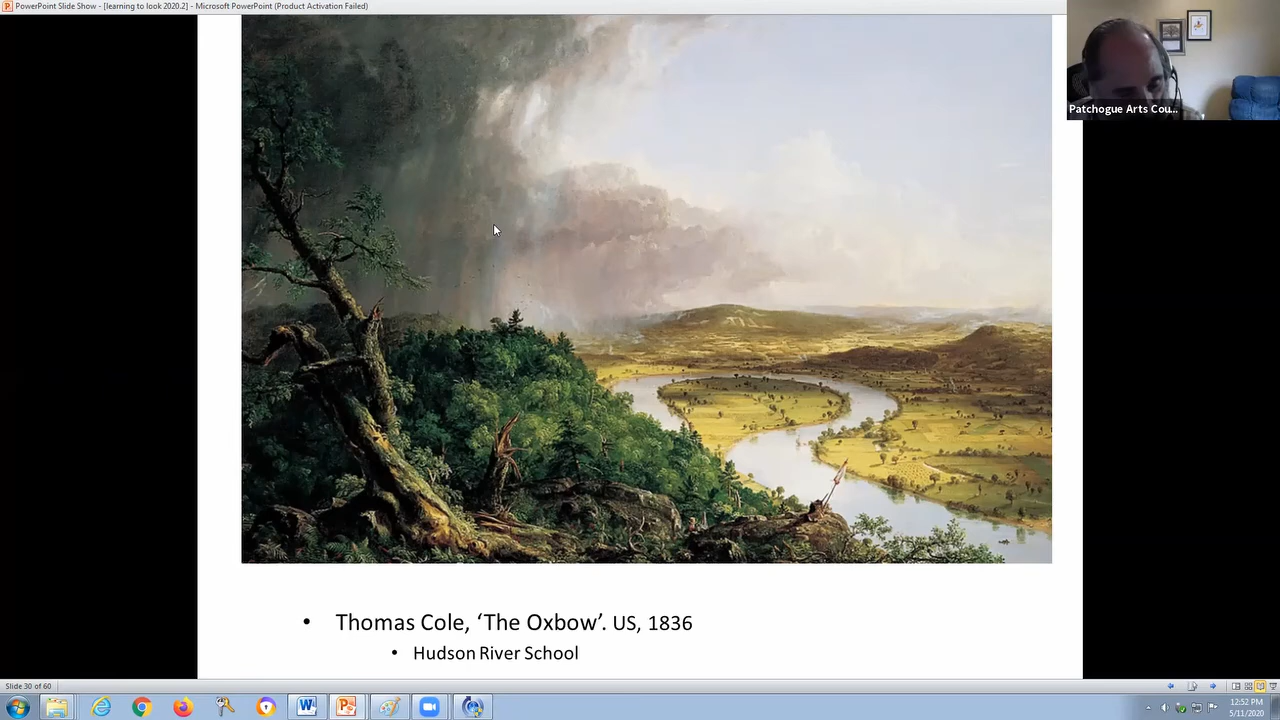 PowerPoint Slide Show - [learning to look 2020.2] - Microsoft PowerPoint (Product Activation Failed)
Patchogue Arts Cou...
• Thomas Cole, ‘The Oxbow’. US, 1836
• Hudson River School
Slide 30 of 60
12:52 PM
5/11/2020